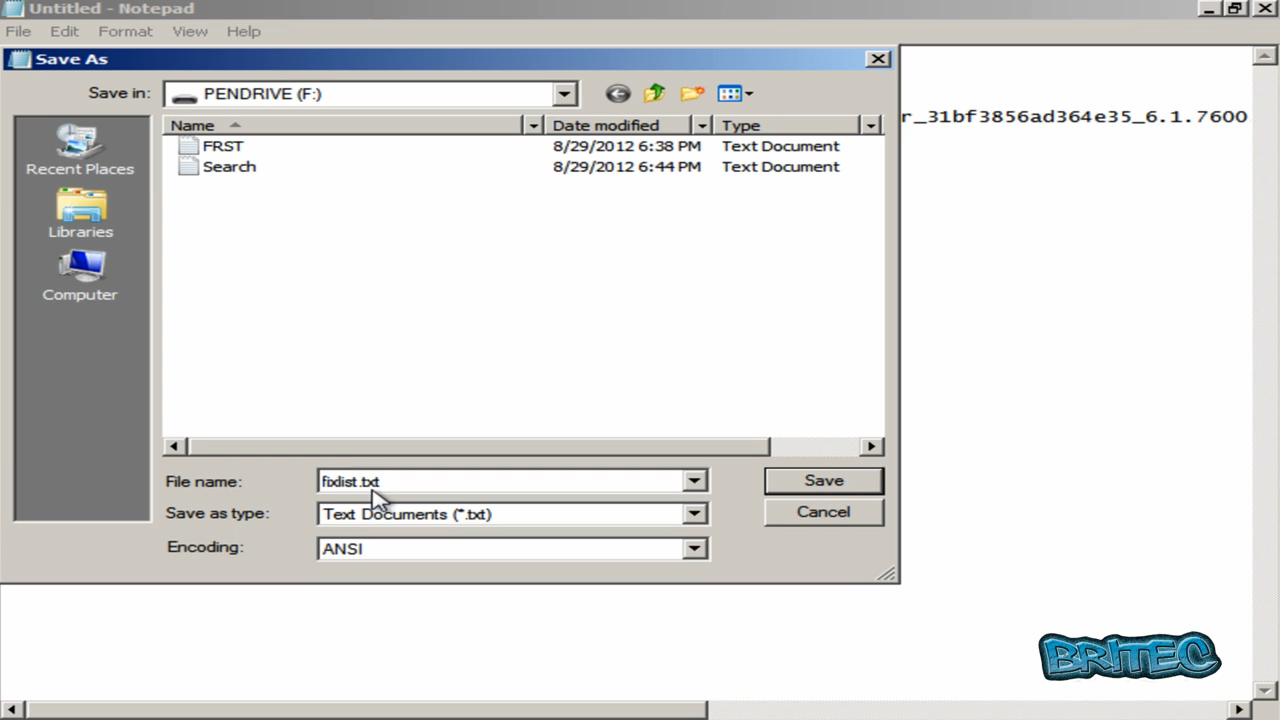 Untitled - Notepad
File Edit Format View Help
Save As
Save in: PENDRIVE (F:)
r_31bf3856ad364e35_6.1.7600
Name Date modified Type
FRST 8/29/2012 6:38 PM Text Document
Search 8/29/2012 6:44 PM Text Document
Recent Places
Libraries
Computer
File name: fixlist.txt Save
Save as type: Text Documents (*.txt) Cancel
Encoding: ANSI
BRITEC